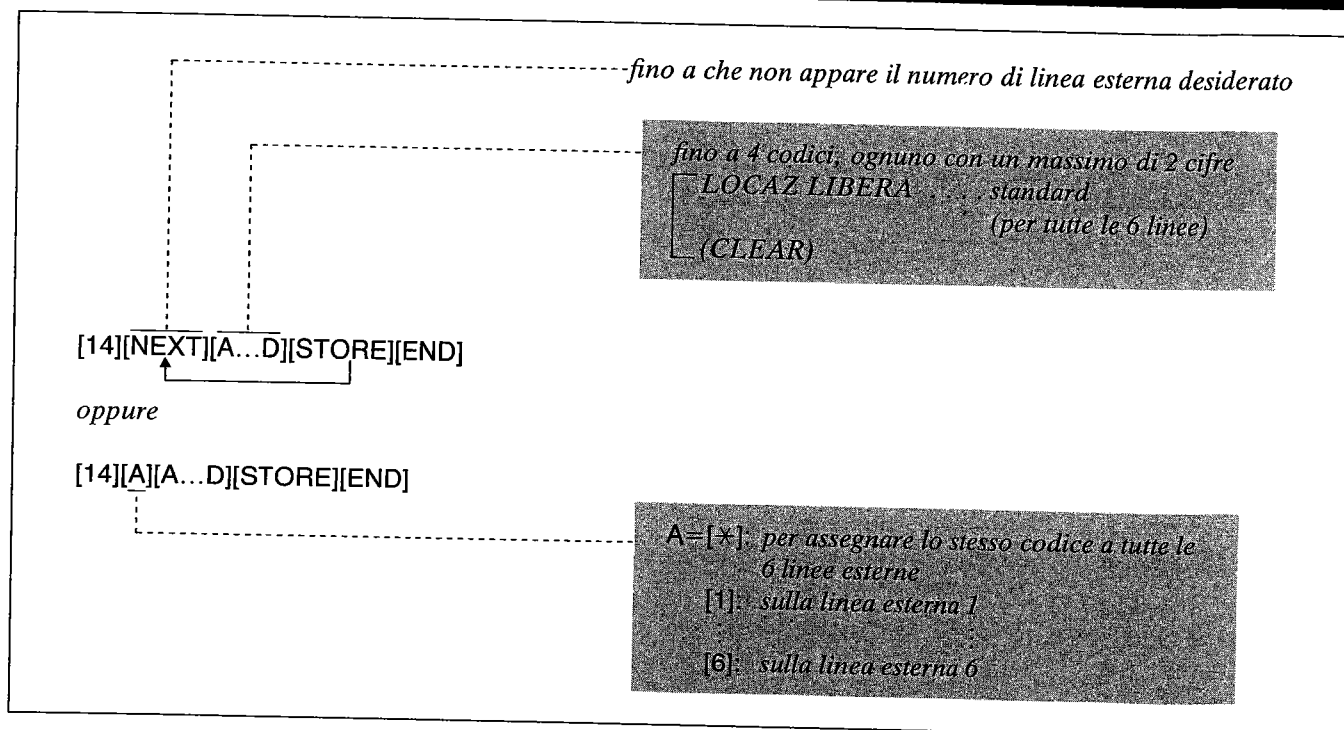 fino a che non appare il numero di linea esterna desiderato
fino a 4 codici, ognuno con un massimo di 2 cifre
LOCAZ LIBERA .... standard
(per tutte le 6 linee)
(CLEAR)
[14][NEXT][A...D][STORE][END]
oppure
[14][A][A...D][STORE][END]
A=[*]: per assegnare lo stesso codice a tutte le
6 linee esterne
[1]: sulla linea esterna 1
[6]: sulla linea esterna 6